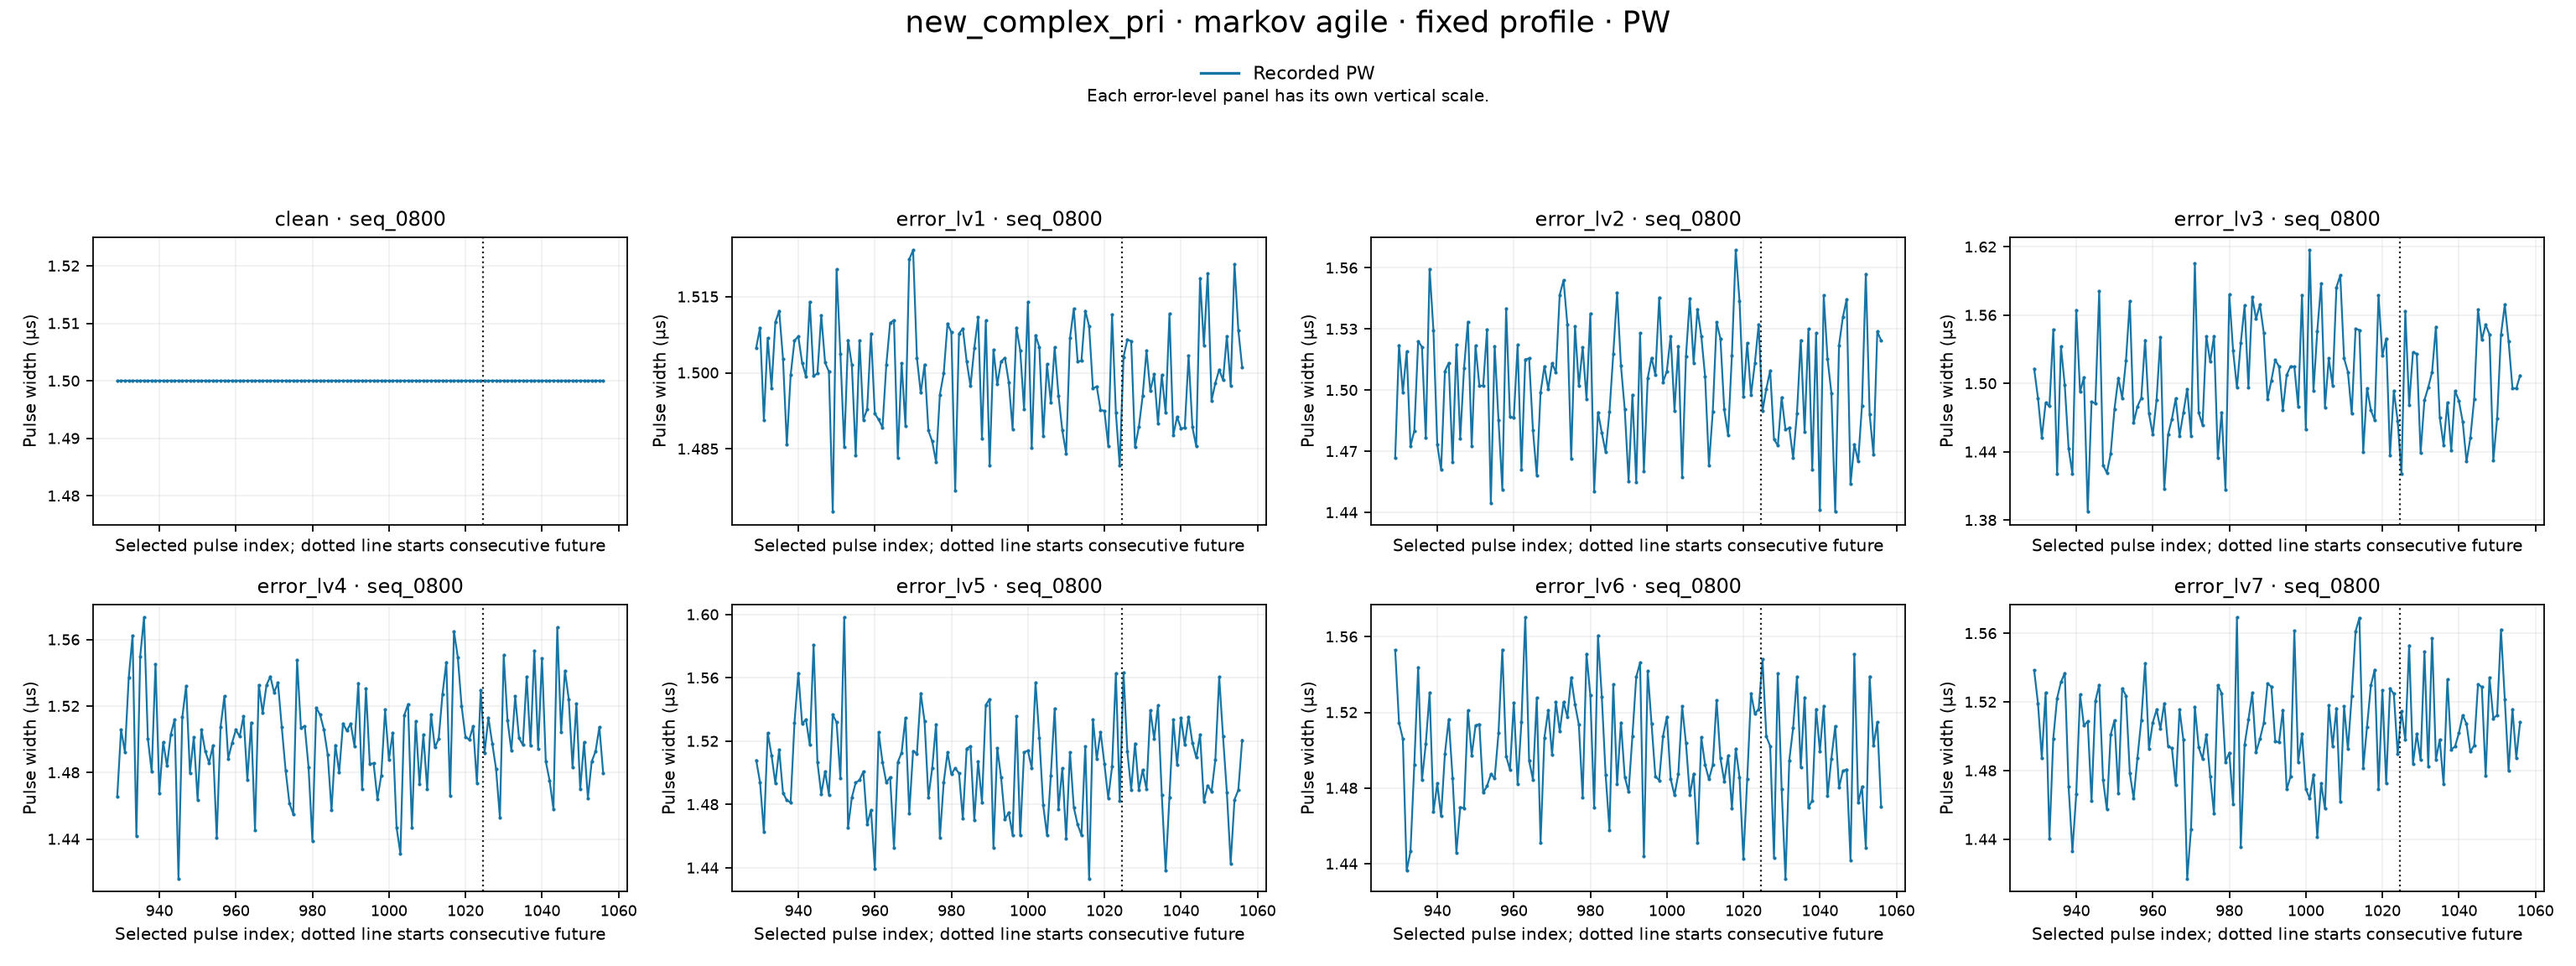 new_complex_pri · markov agile · fixed profile · PW
Recorded PW
Each error-level panel has its own vertical scale.
clean · seq_0800
1.52
1.51
1.50
1.49
1.48
Pulse width (µs)
Selected pulse index; dotted line starts consecutive future
error_lv1 · seq_0800
1.515
1.500
1.485
Pulse width (µs)
Selected pulse index; dotted line starts consecutive future
error_lv2 · seq_0800
1.56
1.53
1.50
1.47
1.44
Pulse width (µs)
Selected pulse index; dotted line starts consecutive future
error_lv3 · seq_0800
1.62
1.56
1.50
1.44
1.38
Pulse width (µs)
Selected pulse index; dotted line starts consecutive future
error_lv4 · seq_0800
1.56
1.52
1.48
1.44
Pulse width (µs)
940 960 980 1000 1020 1040 1060
Selected pulse index; dotted line starts consecutive future
error_lv5 · seq_0800
1.60
1.56
1.52
1.48
1.44
Pulse width (µs)
940 960 980 1000 1020 1040 1060
Selected pulse index; dotted line starts consecutive future
error_lv6 · seq_0800
1.56
1.52
1.48
1.44
Pulse width (µs)
940 960 980 1000 1020 1040 1060
Selected pulse index; dotted line starts consecutive future
error_lv7 · seq_0800
1.56
1.52
1.48
1.44
Pulse width (µs)
940 960 980 1000 1020 1040 1060
Selected pulse index; dotted line starts consecutive future